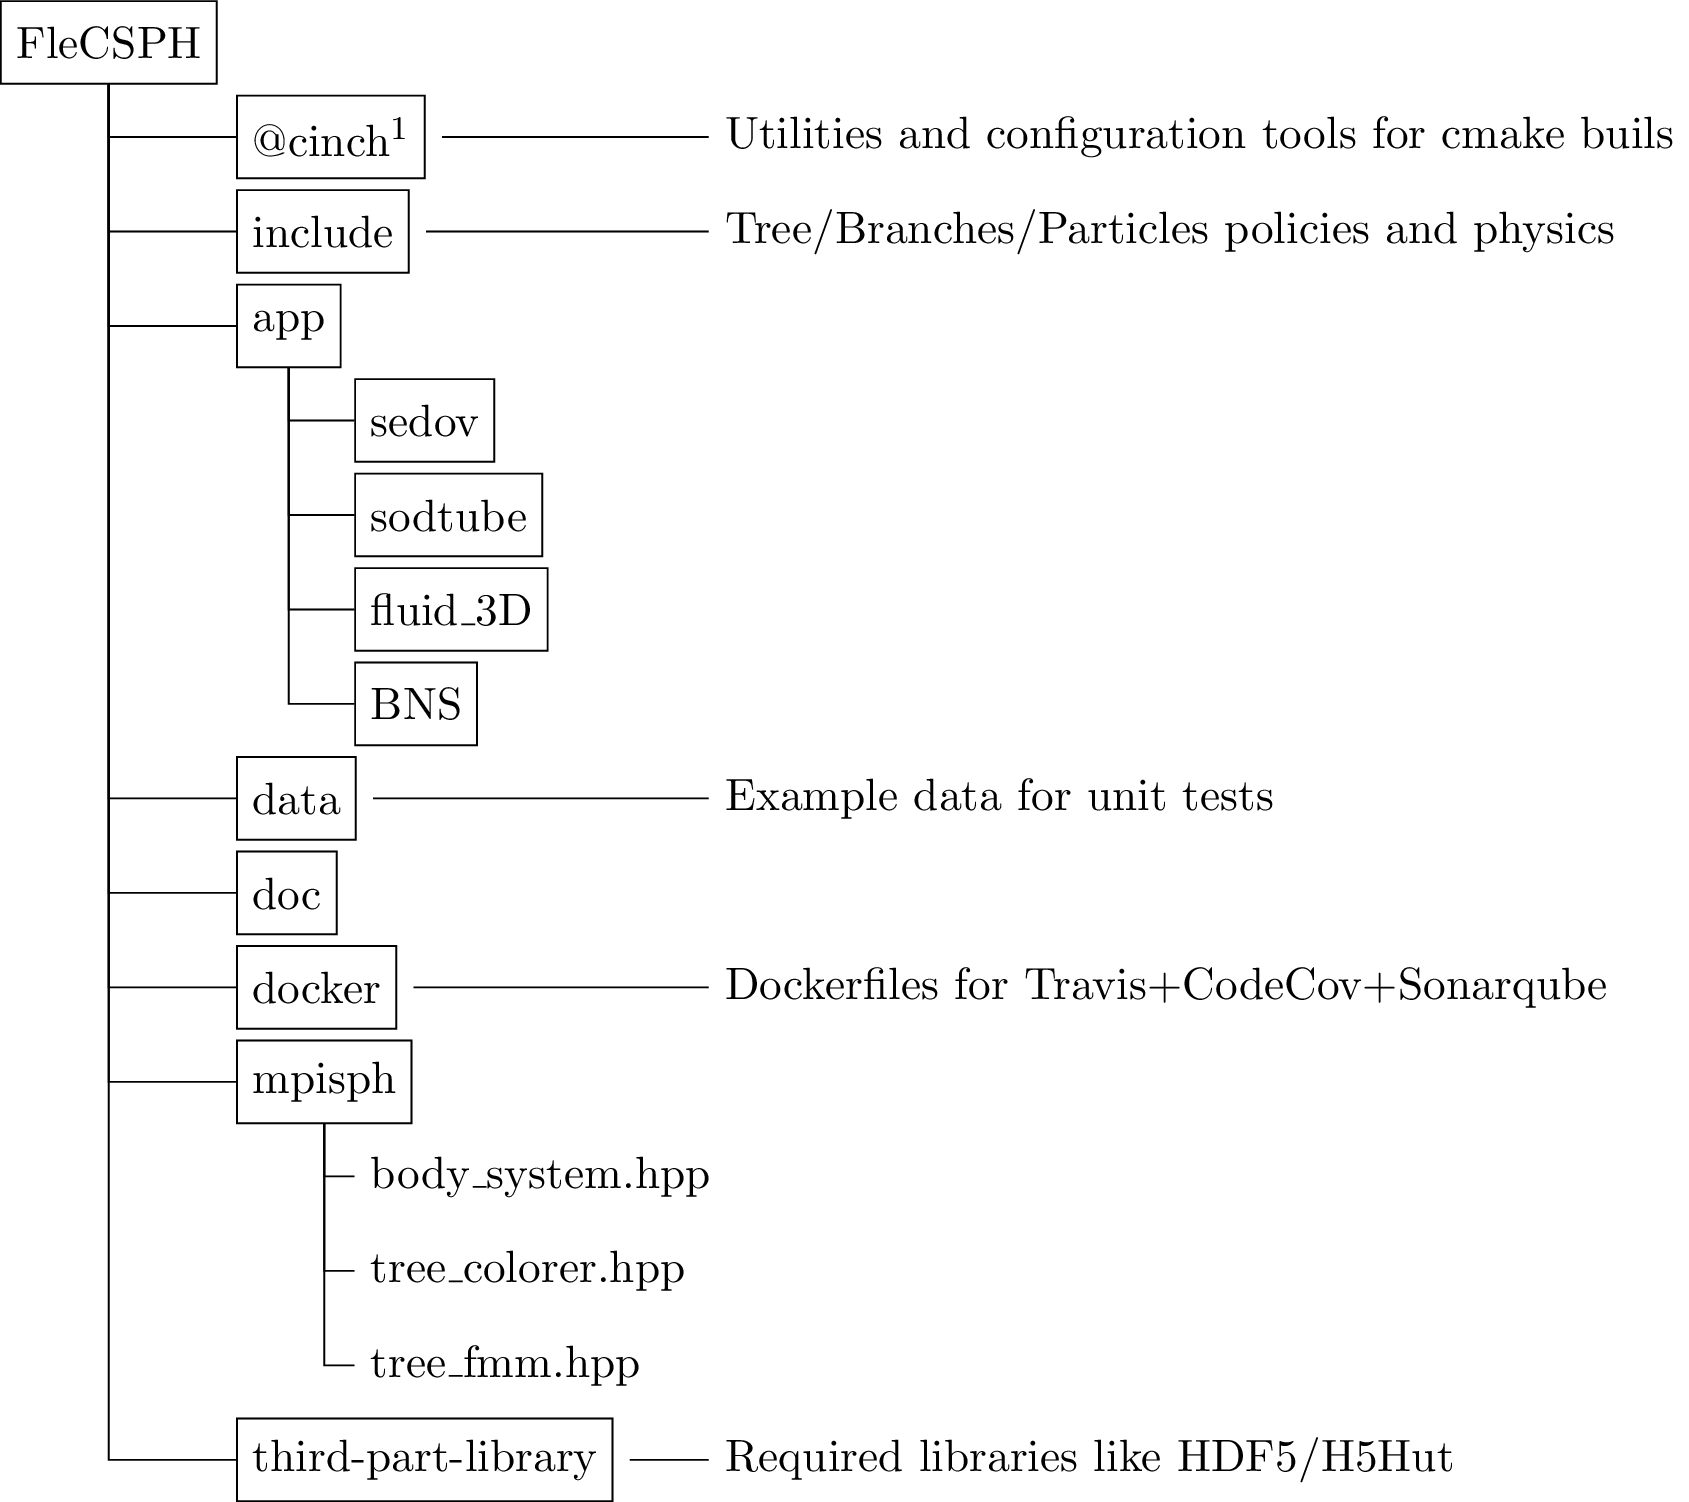 FleCSPH
@cinch¹ Utilities and configuration tools for cmake buils
include Tree/Branches/Particles policies and physics
app
sedov
sodtube
fluid_3D
BNS
data Example data for unit tests
doc
docker Dockerfiles for Travis+CodeCov+Sonarqube
mpisph
body_system.hpp
tree_colorer.hpp
tree_fmm.hpp
third-part-library Required libraries like HDF5/H5Hut